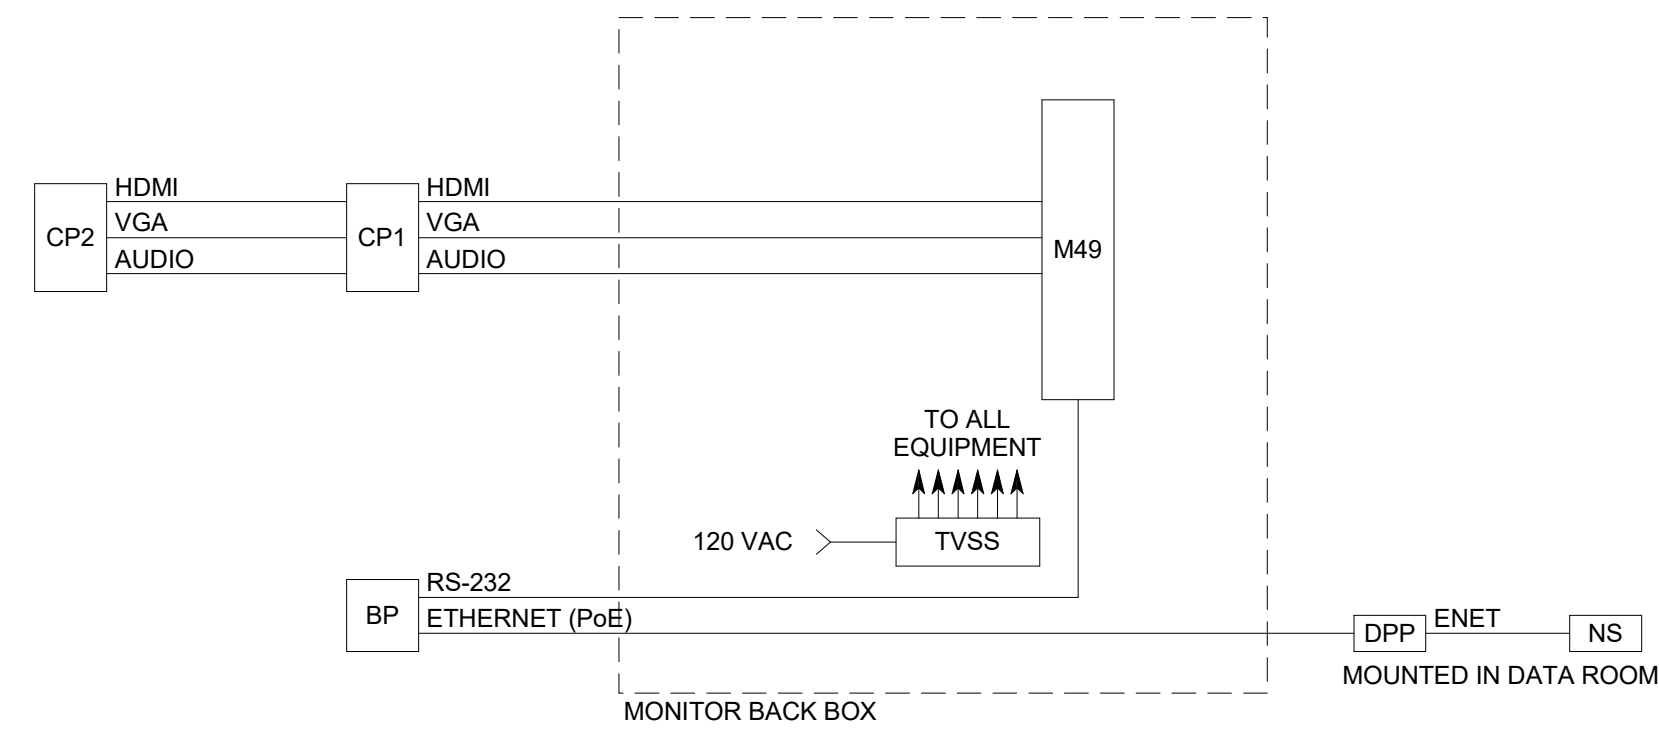 HDMI
HDMI
VGA
VGA
CP2
CP1
AUDIO
AUDIO
M49
TO ALL
EQUIPMENT
120 VAC
TVSS
RS-232
BP
ETHERNET (PoE)
DPP
ENET
NS
MOUNTED IN DATA ROOM
MONITOR BACK BOX